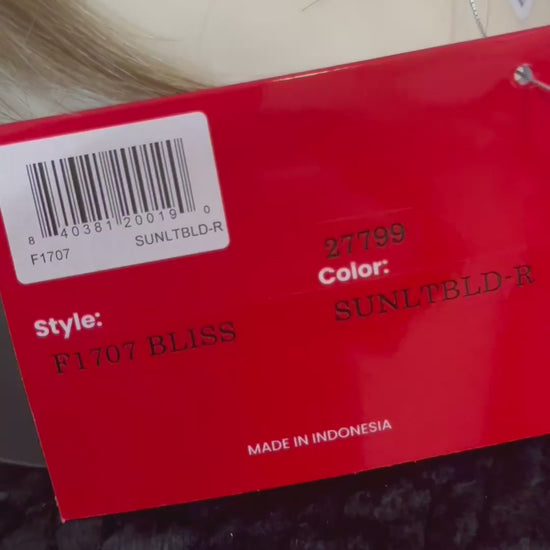 8 40381 20019 0
F1707 SUNLTBLD-R
27799
Style: Color:
F1707 BLISS SUNLTBLD-R
MADE IN INDONESIA